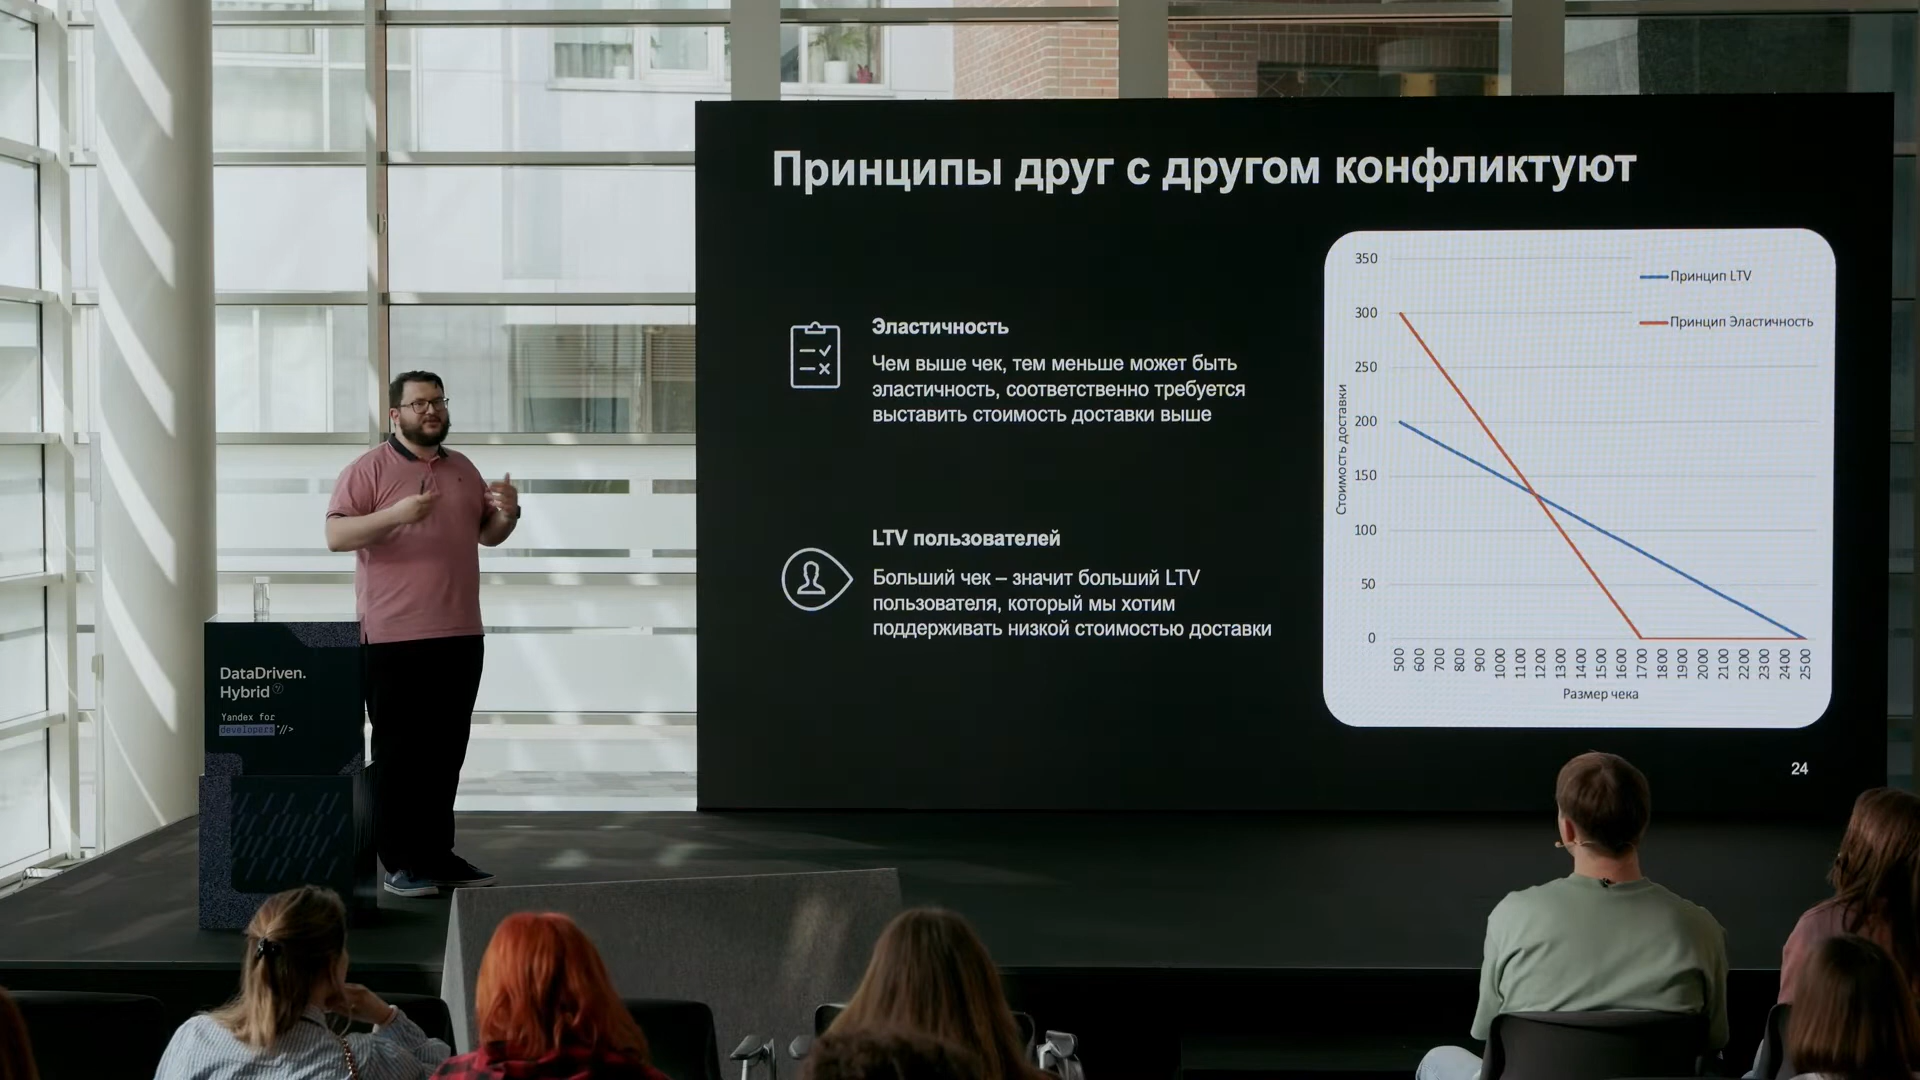 Принципы друг с другом конфликтуют
Эластичность
Чем выше чек, тем меньше может быть
эластичность, соответственно требуется
выставить стоимость доставки выше
LTV пользователей
Больший чек – значит больший LTV
пользователя, который мы хотим
поддерживать низкой стоимостью доставки
Принцип LTV
Принцип Эластичность
Стоимость доставки
350
300
250
200
150
100
50
0
500
600
700
800
900
1000
1100
1200
1300
1400
1500
1600
1700
1800
1900
2000
2100
2200
2300
2400
2500
Размер чека
24
DataDriven.
Hybrid
Yandex for
developers*//>